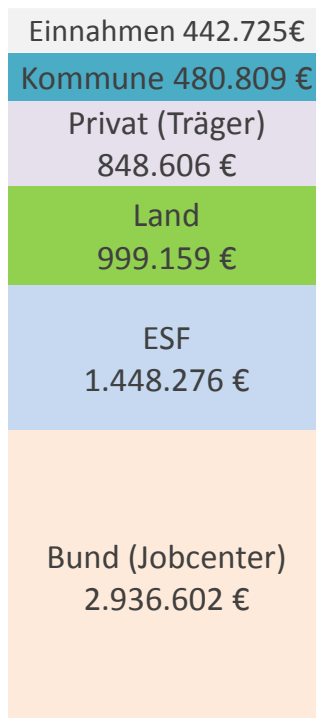 Einnahmen 442.725€
Kommune 480.809 €
Privat (Träger)
848.606 €
Land
999.159 €
ESF
1.448.276 €
Bund (Jobcenter)
2.936.602 €